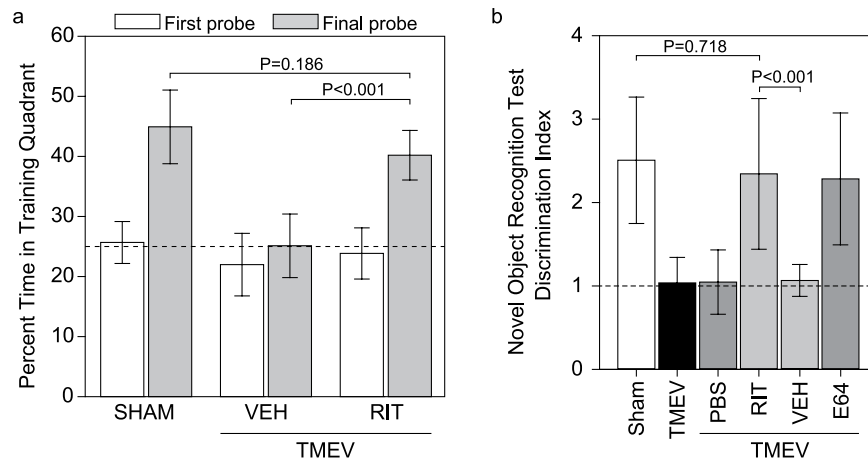 a
First probe
Final probe
Percent Time in Training Quadrant
60
50
40
30
20
10
0
P=0.186
P<0.001
SHAM
VEH
RIT
TMEV
b
Novel Object Recognition Test
Discrimination Index
4
3
2
1
0
P=0.718
P<0.001
Sham
TMEV
PBS
RIT
VEH
E64
TMEV